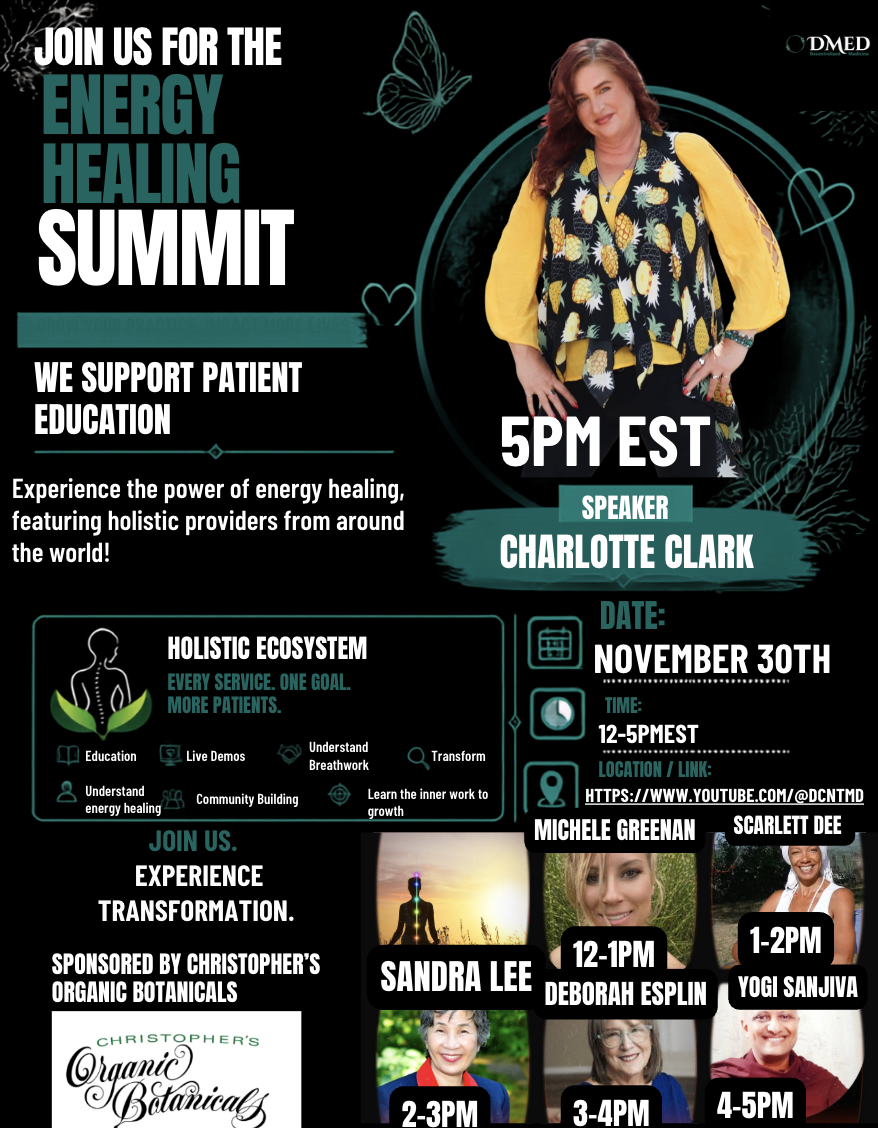 JOIN US FOR THE
ENERGY
HEALING
SUMMIT
WE SUPPORT PATIENT
EDUCATION
Experience the power of energy healing,
featuring holistic providers from around
the world!
DMED
5PM EST
SPEAKER
CHARLOTTE CLARK
HOLISTIC ECOSYSTEM
EVERY SERVICE. ONE GOAL.
MORE PATIENTS.
Education
Live Demos
Understand
Breathwork
Transform
Understand
energy healing
Community Building
Learn the inner work to
growth
DATE:
NOVEMBER 30TH
TIME:
12-5PMEST
LOCATION / LINK:
HTTPS://WWW.YOUTUBE.COM/@DCNTMD
JOIN US.
EXPERIENCE
TRANSFORMATION.
SPONSORED BY CHRISTOPHER'S
ORGANIC BOTANICALS
CHRISTOPHER'S
Organic
Botanicals
MICHELE GREENAN
12-1PM
SCARLETT DEE
1-2PM
SANDRA LEE
2-3PM
DEBORAH ESPLIN
3-4PM
YOGI SANJIVA
4-5PM